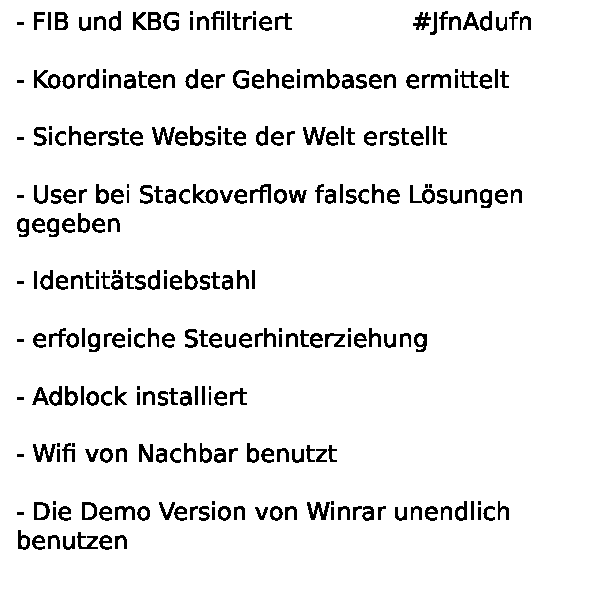 - FIB und KBG infiltriert #JfnAdufn
- Koordinaten der Geheimbasen ermittelt
- Sicherste Website der Welt erstellt
- User bei Stackoverflow falsche Lösungen
gegeben
- Identitätsdiebstahl
- erfolgreiche Steuerhinterziehung
- Adblock installiert
- Wifi von Nachbar benutzt
- Die Demo Version von Winrar unendlich
benutzen